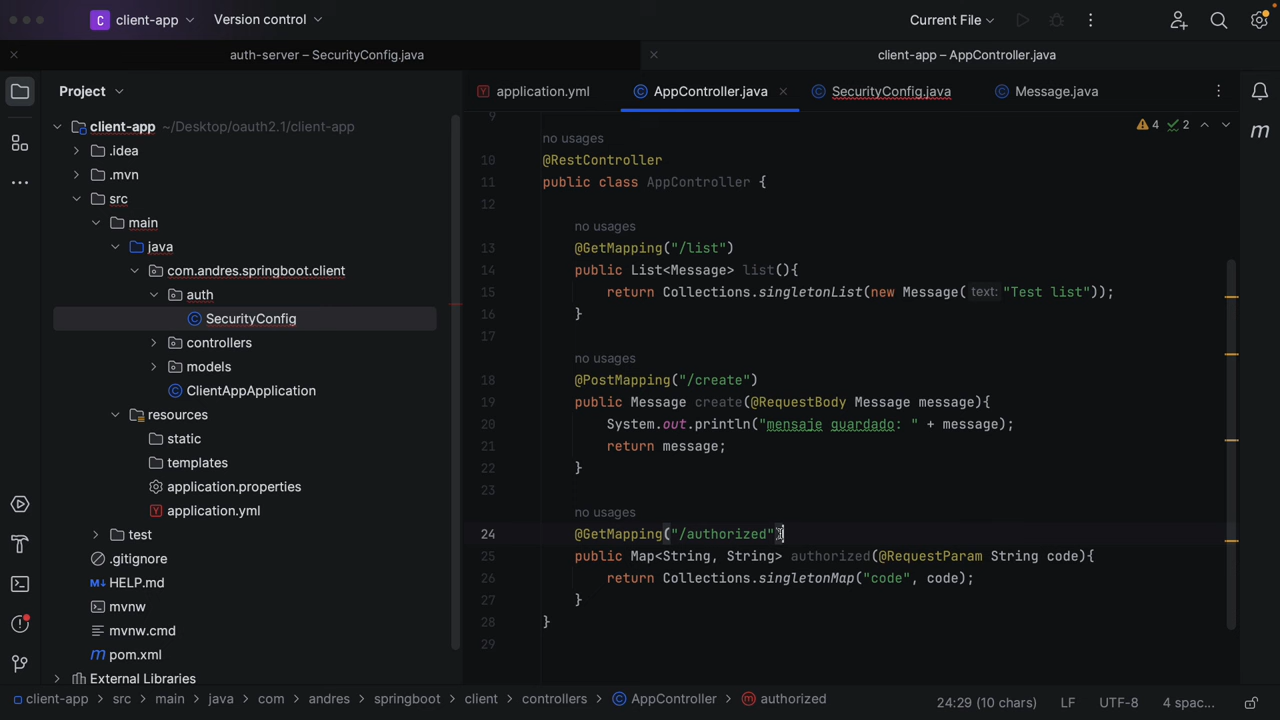 C client-app Version control Current File
auth-server – SecurityConfig.java
client-app – AppController.java
Project
client-app ~/Desktop/oauth2.1/client-app
.idea
.mvn
src
main
java
com.andres.springboot.client
auth
SecurityConfig
controllers
models
ClientAppApplication
resources
static
templates
application.properties
application.yml
test
.gitignore
HELP.md
mvnw
mvnw.cmd
pom.xml
External Libraries
application.yml
AppController.java
SecurityConfig.java
Message.java
4 2
9
no usages
10 @RestController
11 public class AppController {
12
no usages
13 @GetMapping("/list")
14 public List<Message> list(){
15 return Collections.singletonList(new Message( text: "Test list"));
16 }
17
no usages
18 @PostMapping("/create")
19 public Message create(@RequestBody Message message){
20 System.out.println("mensaje guardado: " + message);
21 return message;
22 }
23
no usages
24 @GetMapping("/authorized")
25 public Map<String, String> authorized(@RequestParam String code){
26 return Collections.singletonMap("code", code);
27 }
28 }
29
client-app > src > main > java > com > andres > springboot > client > controllers > AppController > authorized
24:29 (10 chars) LF UTF-8 4 spac...